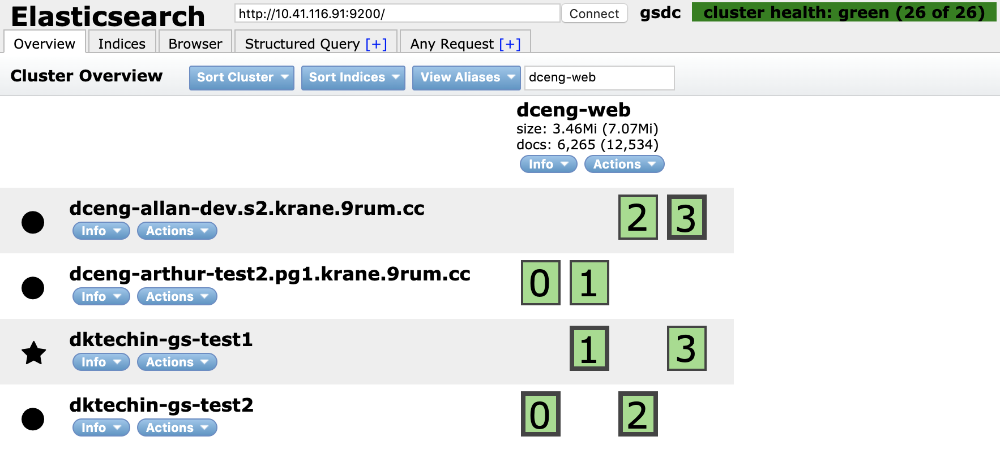 Elasticsearch http://10.41.116.91:9200/ Connect gsdc cluster health: green (26 of 26)
Overview Indices Browser Structured Query [+] Any Request [+]
Cluster Overview Sort Cluster Sort Indices View Aliases dceng-web
dceng-web
size: 3.46Mi (7.07Mi)
docs: 6,265 (12,534)
Info Actions
dceng-allan-dev.s2.krane.9rum.cc
Info Actions
2 3
dceng-arthur-test2.pg1.krane.9rum.cc
Info Actions
0 1
dktechin-gs-test1
Info Actions
1 3
dktechin-gs-test2
Info Actions
0 2